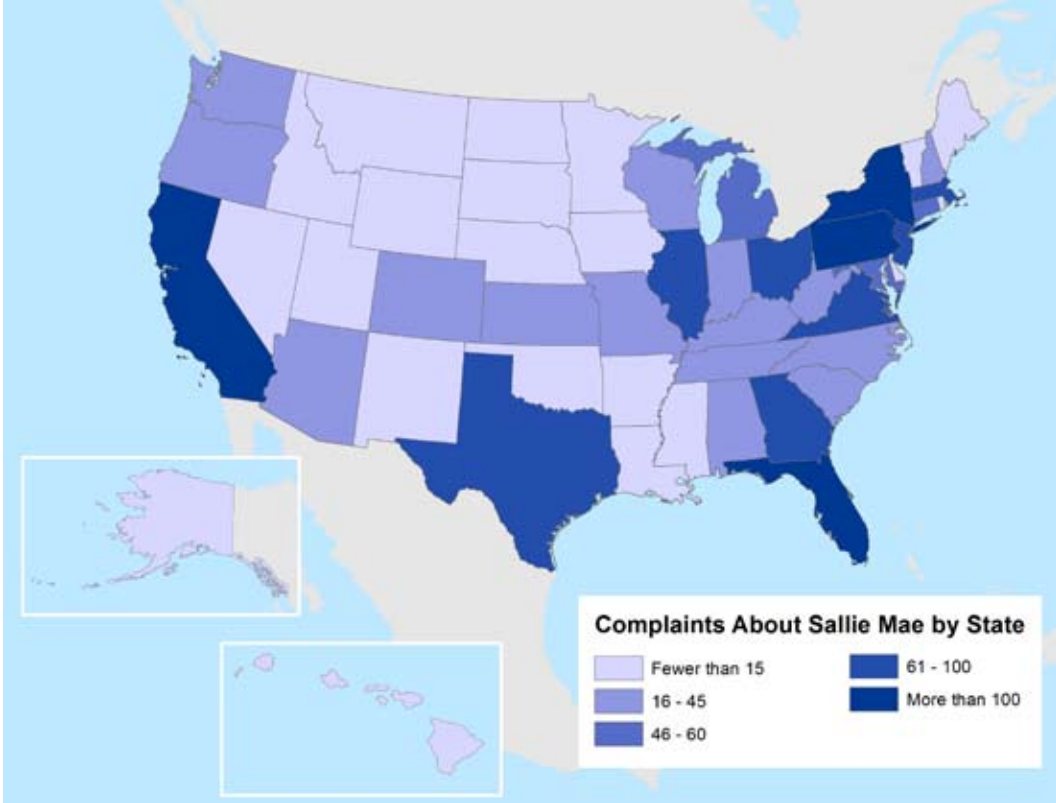 Complaints About Sallie Mae by State
Fewer than 15
16 - 45
46 - 60
61 - 100
More than 100